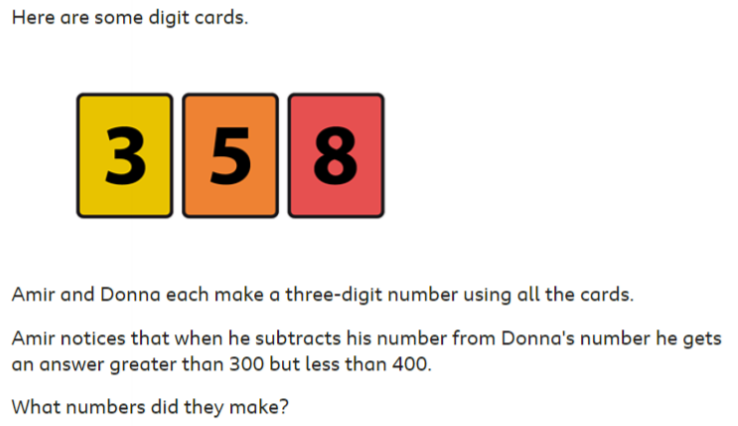 Here are some digit cards.
3 5 8
Amir and Donna each make a three-digit number using all the cards.
Amir notices that when he subtracts his number from Donna's number he gets
an answer greater than 300 but less than 400.
What numbers did they make?